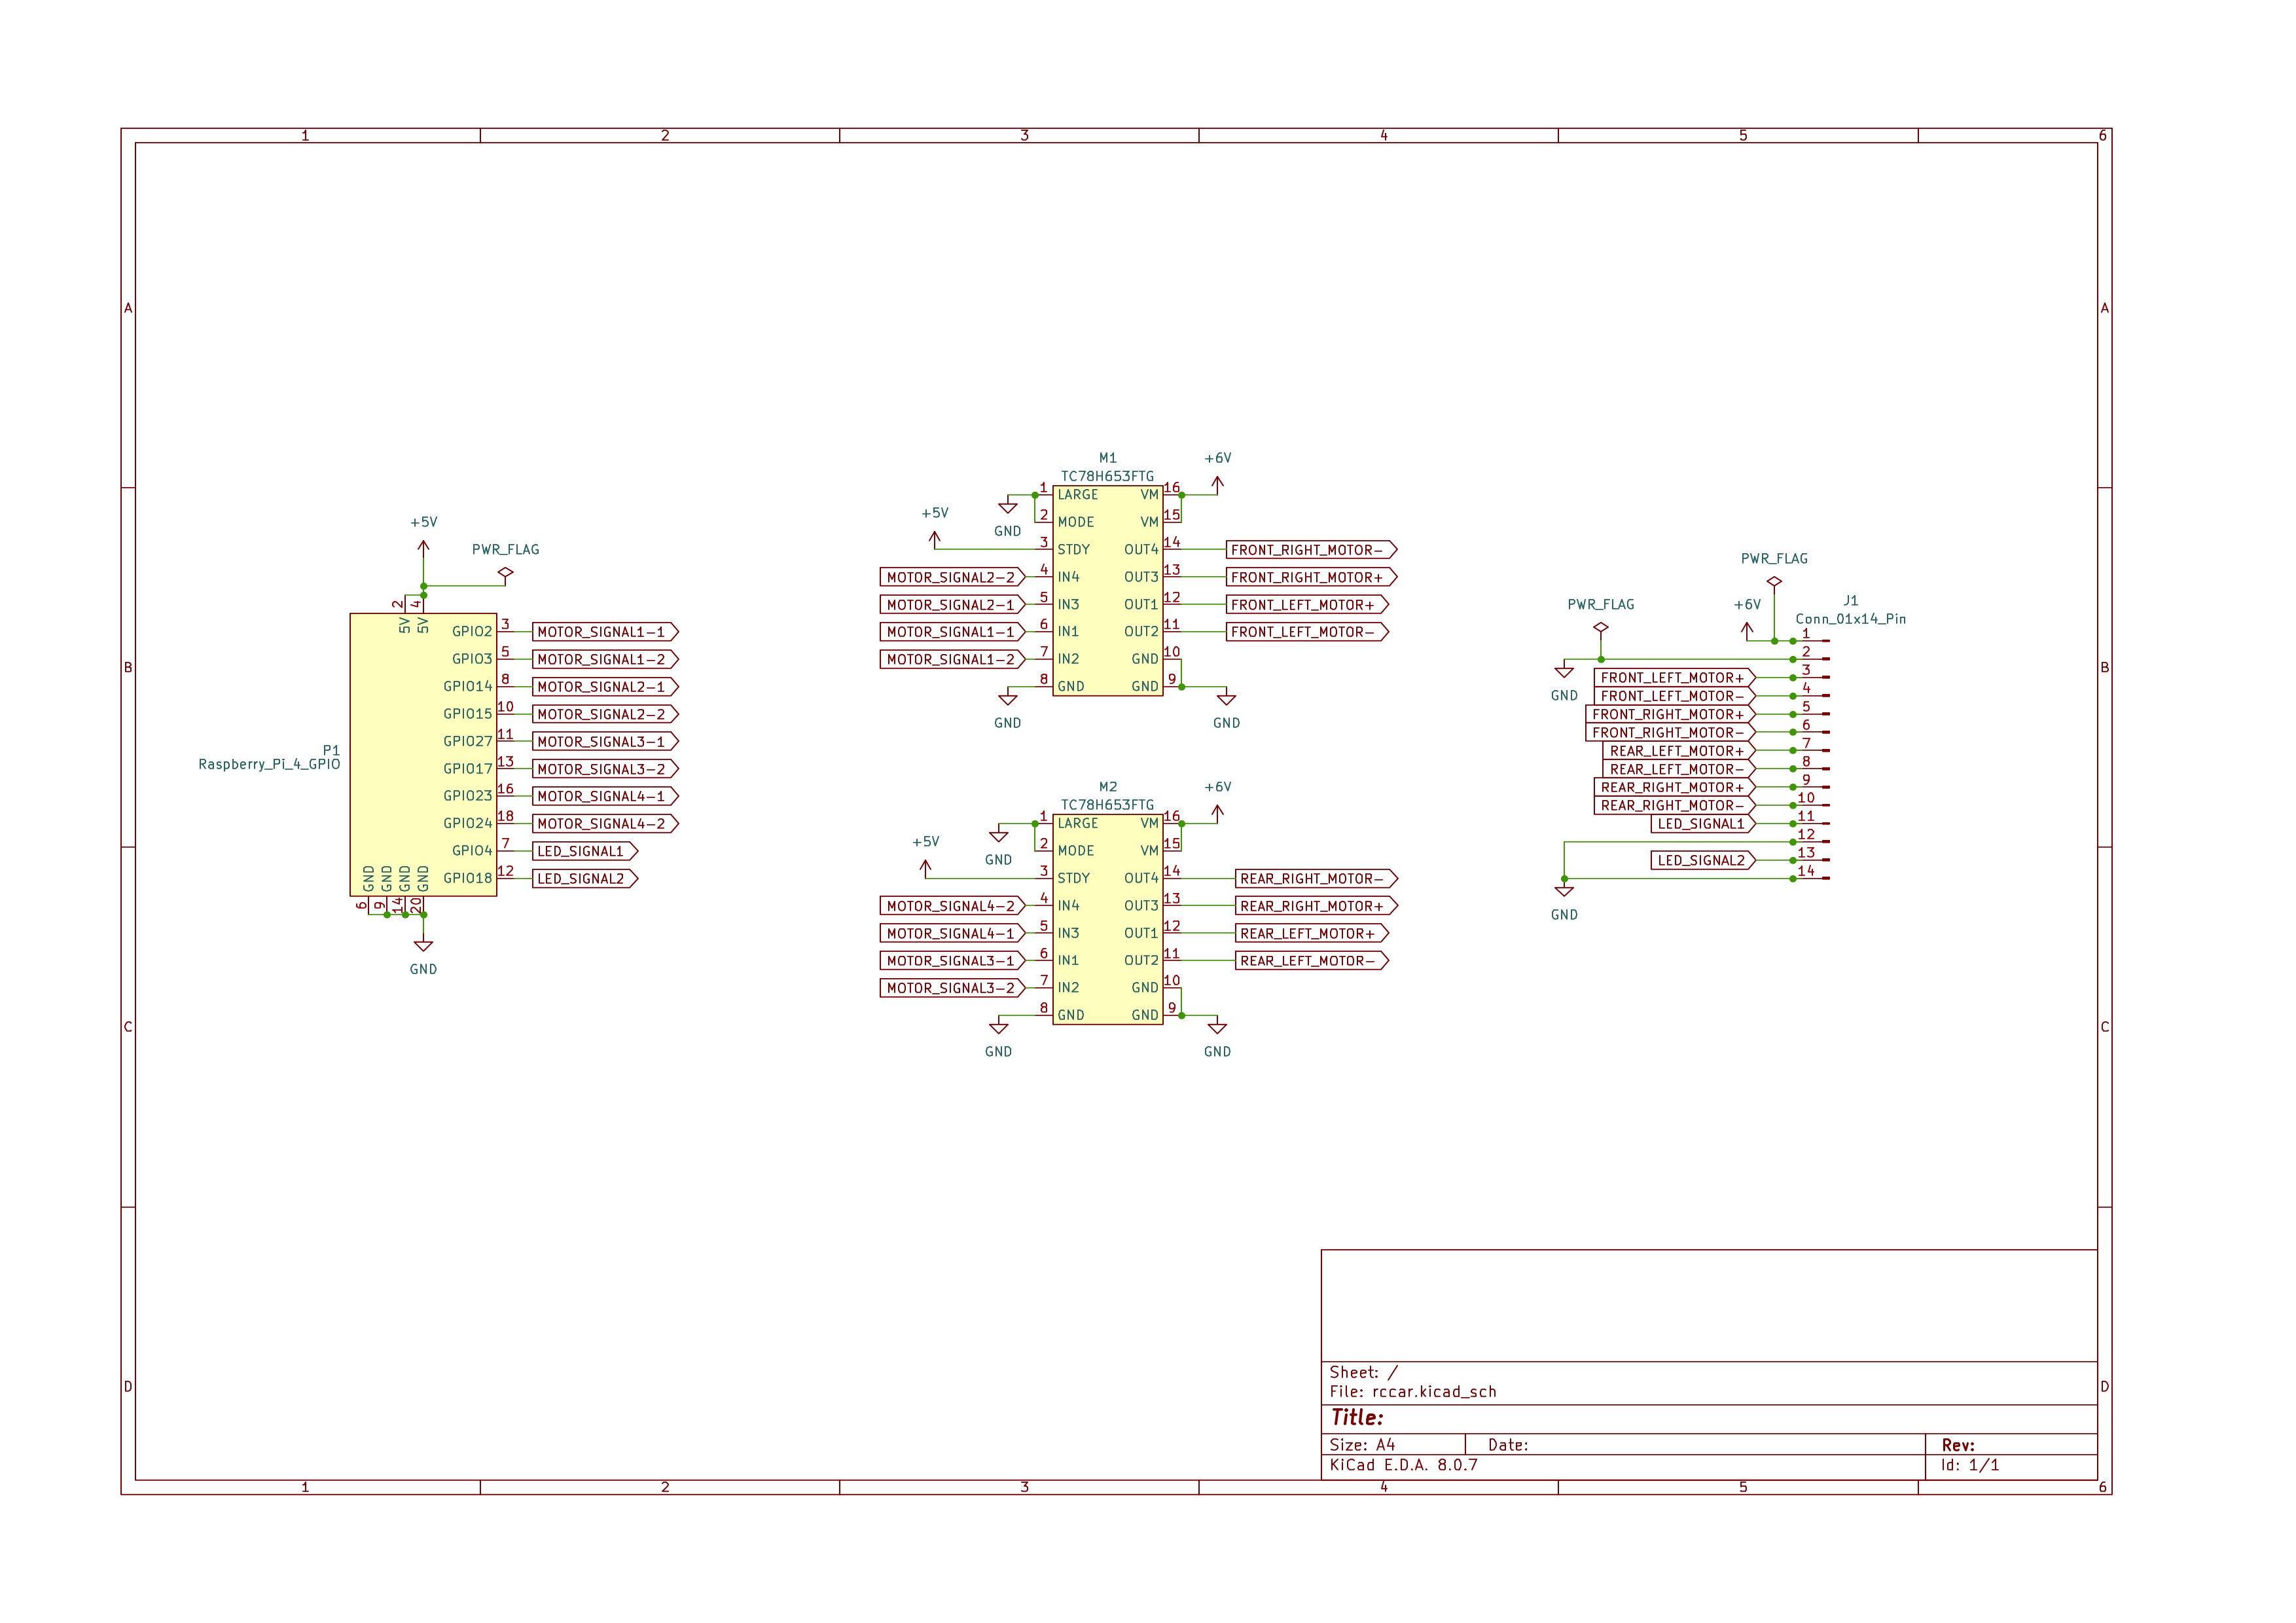 1 2 3 4 5 6
A
B
C
D
A
B
C
D
+5V
PWR_FLAG
2 5V
4 5V
GPIO2 3 MOTOR_SIGNAL1-1
GPIO3 5 MOTOR_SIGNAL1-2
GPIO14 8 MOTOR_SIGNAL2-1
GPIO15 10 MOTOR_SIGNAL2-2
GPIO27 11 MOTOR_SIGNAL3-1
GPIO17 13 MOTOR_SIGNAL3-2
GPIO23 16 MOTOR_SIGNAL4-1
GPIO24 18 MOTOR_SIGNAL4-2
GPIO4 7 LED_SIGNAL1
GPIO18 12 LED_SIGNAL2
P1
Raspberry_Pi_4_GPIO
GND 6
GND 9
GND 14
GND 20
GND
M1
TC78H653FTG
+6V
+5V
GND
1 LARGE VM 16
2 MODE VM 15
3 STDY OUT4 14 FRONT_RIGHT_MOTOR-
MOTOR_SIGNAL2-2 4 IN4 OUT3 13 FRONT_RIGHT_MOTOR+
MOTOR_SIGNAL2-1 5 IN3 OUT1 12 FRONT_LEFT_MOTOR+
MOTOR_SIGNAL1-1 6 IN1 OUT2 11 FRONT_LEFT_MOTOR-
MOTOR_SIGNAL1-2 7 IN2 GND 10
8 GND GND 9
GND
GND
M2
TC78H653FTG
+6V
+5V
GND
1 LARGE VM 16
2 MODE VM 15
3 STDY OUT4 14 REAR_RIGHT_MOTOR-
MOTOR_SIGNAL4-2 4 IN4 OUT3 13 REAR_RIGHT_MOTOR+
MOTOR_SIGNAL4-1 5 IN3 OUT1 12 REAR_LEFT_MOTOR+
MOTOR_SIGNAL3-1 6 IN1 OUT2 11 REAR_LEFT_MOTOR-
MOTOR_SIGNAL3-2 7 IN2 GND 10
8 GND GND 9
GND
GND
PWR_FLAG
PWR_FLAG
+6V
J1
Conn_01x14_Pin
1
2
GND
FRONT_LEFT_MOTOR+ 3
FRONT_LEFT_MOTOR- 4
FRONT_RIGHT_MOTOR+ 5
FRONT_RIGHT_MOTOR- 6
REAR_LEFT_MOTOR+ 7
REAR_LEFT_MOTOR- 8
REAR_RIGHT_MOTOR+ 9
REAR_RIGHT_MOTOR- 10
LED_SIGNAL1 11
12
LED_SIGNAL2 13
14
GND
Sheet: /
File: rccar.kicad_sch
Title:
Size: A4 Date: Rev:
KiCad E.D.A. 8.0.7 Id: 1/1
1 2 3 4 5 6